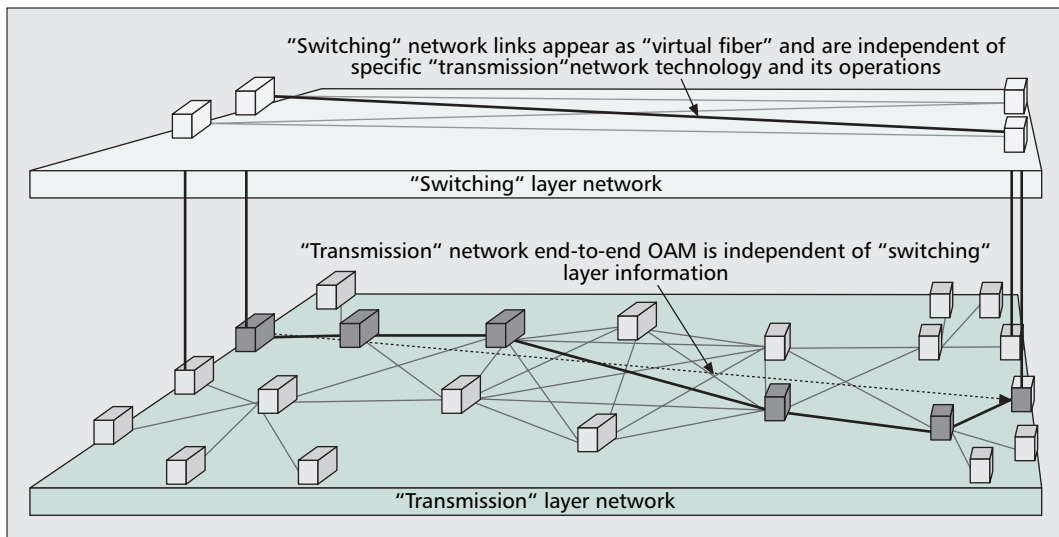 “Switching“ network links appear as “virtual fiber” and are independent of
specific “transmission“network technology and its operations
“Switching“ layer network
“Transmission“ network end-to-end OAM is independent of “switching“
layer information
“Transmission“ layer network